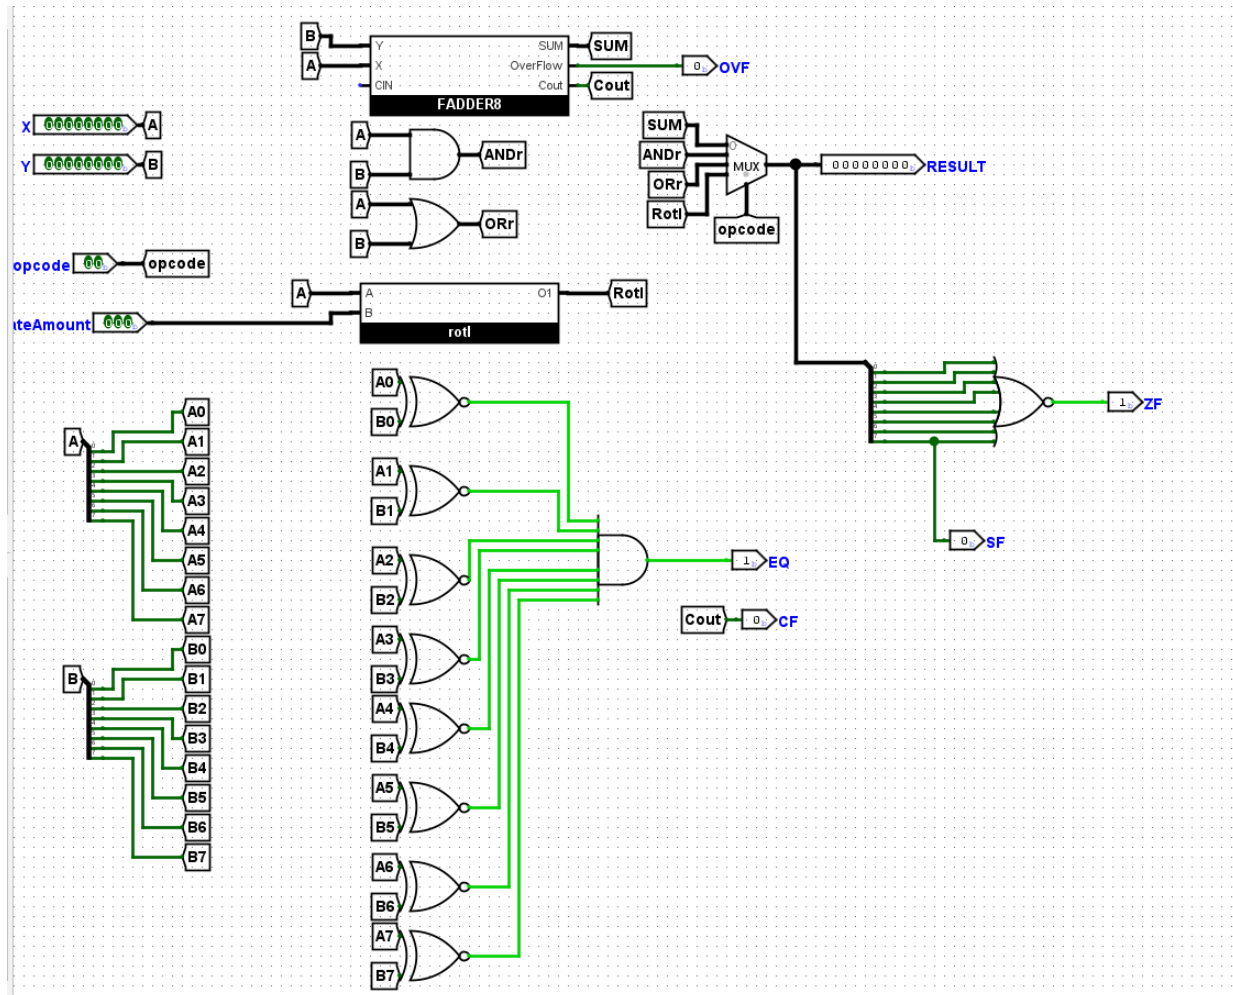 B
Y
SUM
SUM
A
X
OverFlow
0
OVF
CIN
Cout
Cout
FADDER8
X
00000000
A
Y
00000000
B
A
B
ANDr
A
B
ORr
SUM
ANDr
ORr
Rotl
0
MUX
opcode
00000000
RESULT
opcode
00
opcode
ateAmount
000
A
A
B
O1
Rotl
rotl
A
A0
A1
A2
A3
A4
A5
A6
A7
B
B0
B1
B2
B3
B4
B5
B6
B7
A0
B0
A1
B1
A2
B2
A3
B3
A4
B4
A5
B5
A6
B6
A7
B7
1
EQ
Cout
0
CF
1
ZF
0
SF